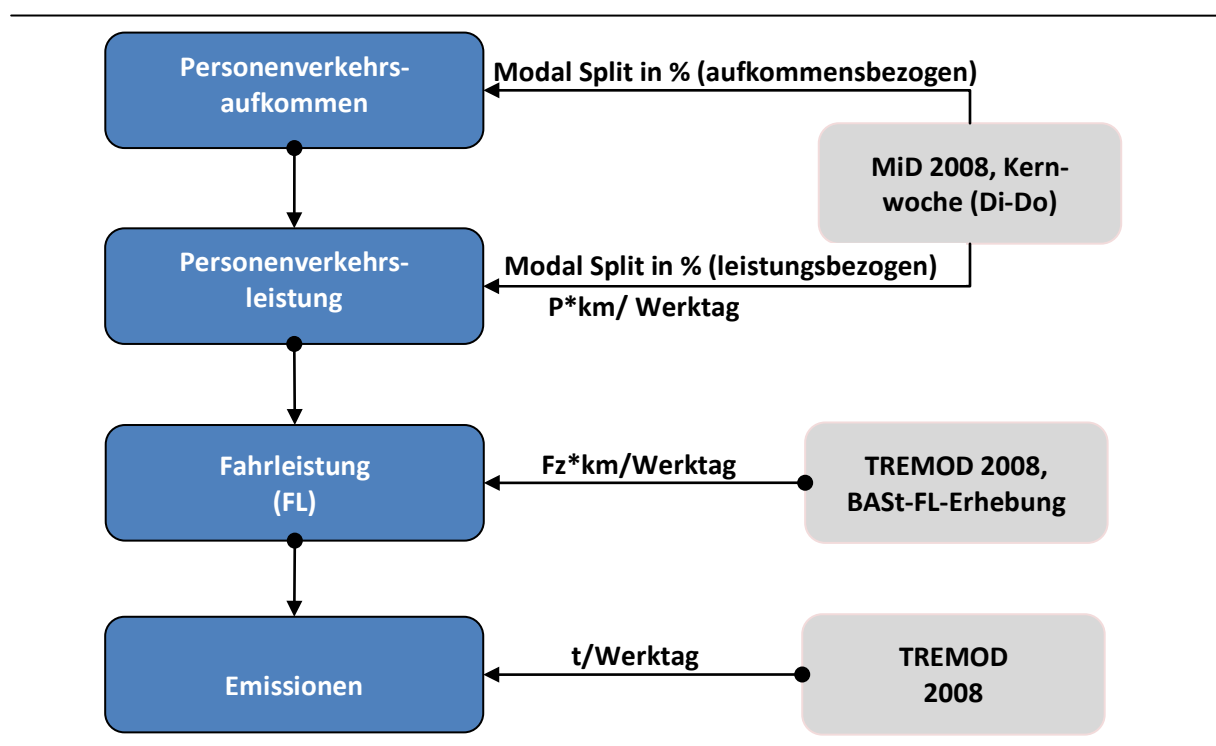 Personenverkehrs-
aufkommen
Modal Split in % (aufkommensbezogen)
MiD 2008, Kern-
woche (Di-Do)
Personenverkehrs-
leistung
Modal Split in % (leistungsbezogen)
P*km/ Werktag
Fahrleistung
(FL)
Fz*km/Werktag
TREMOD 2008,
BASt-FL-Erhebung
Emissionen
t/Werktag
TREMOD
2008